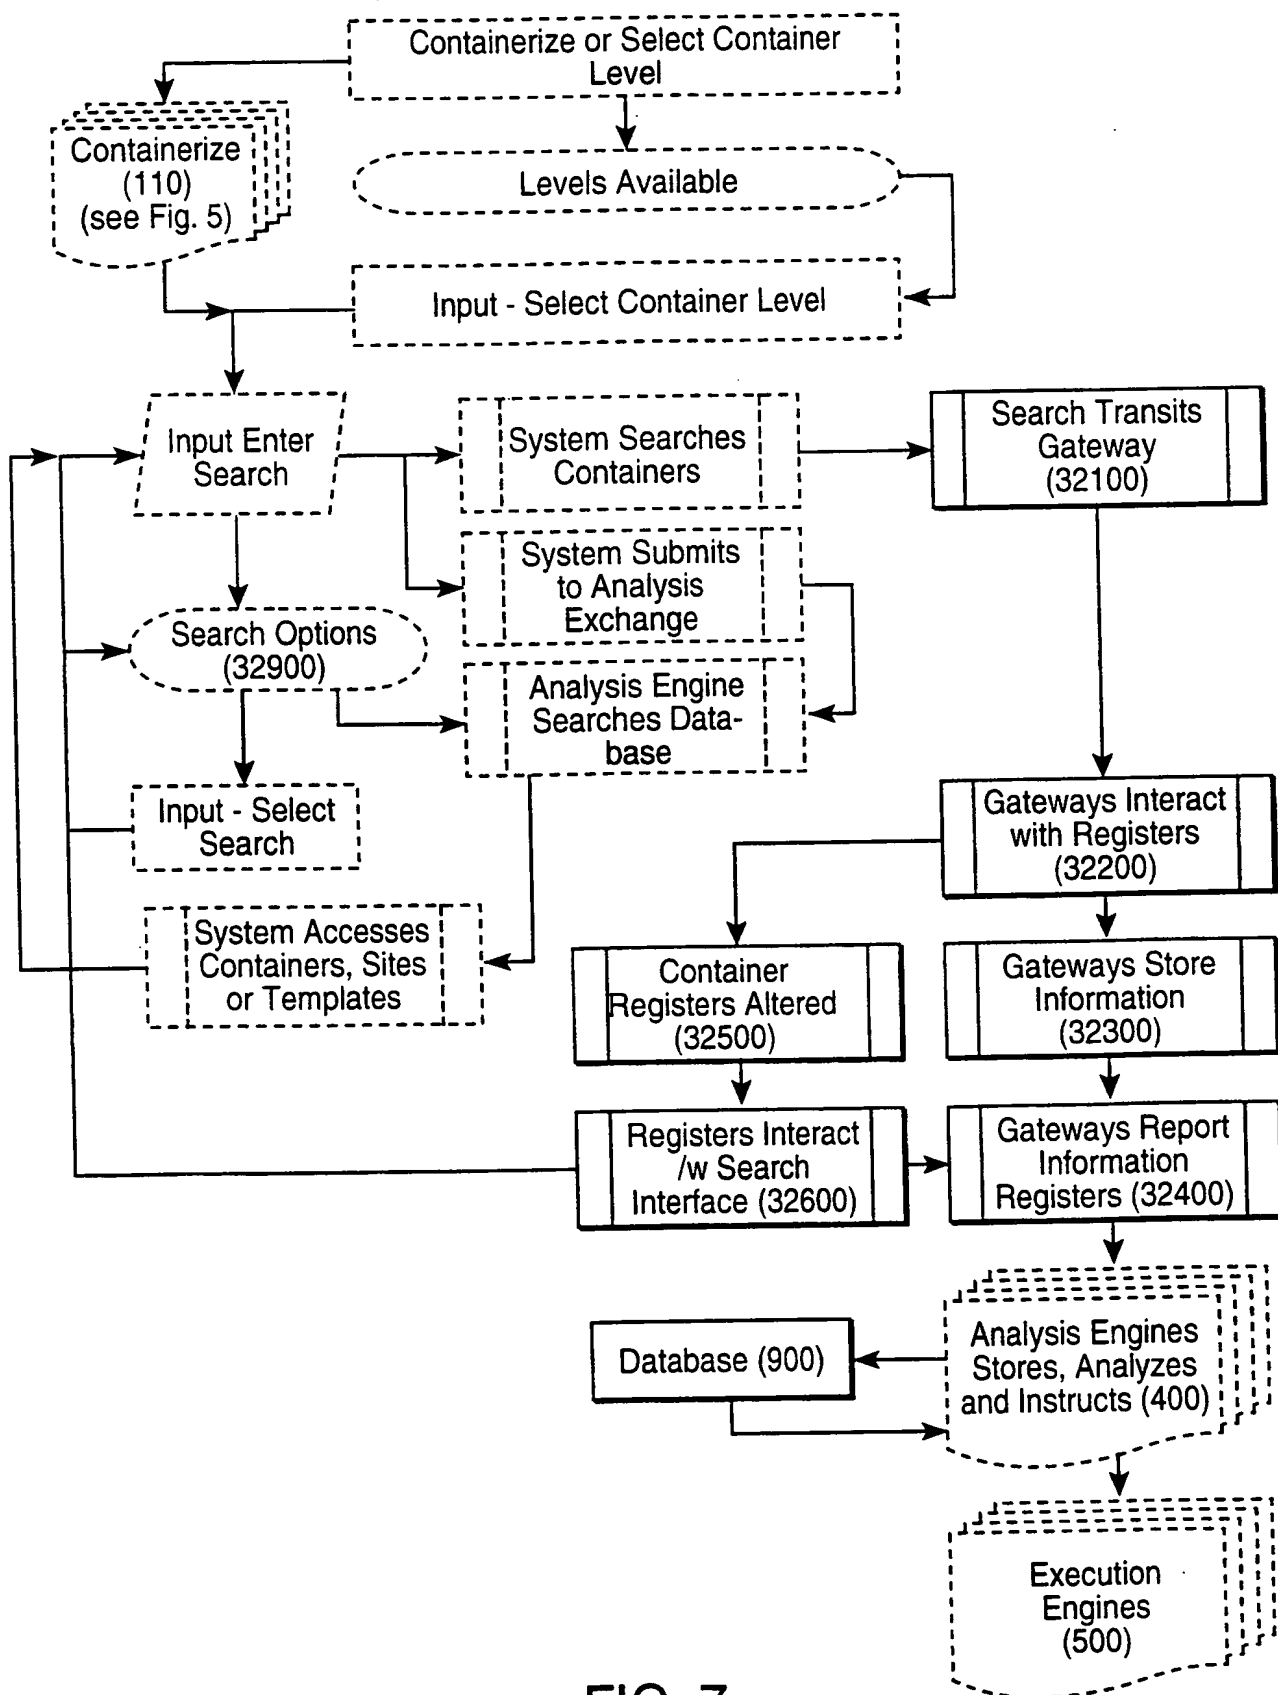 Containerize or Select Container
Level
Containerize
(110)
(see Fig. 5)
Levels Available
Input - Select Container Level
Input Enter
Search
System Searches
Containers
Search Transits
Gateway
(32100)
System Submits
to Analysis
Exchange
Search Options
(32900)
Analysis Engine
Searches Data-
base
Input - Select
Search
Gateways Interact
with Registers
(32200)
System Accesses
Containers, Sites
or Templates
Container
Registers Altered
(32500)
Gateways Store
Information
(32300)
Registers Interact
/w Search
Interface (32600)
Gateways Report
Information
Registers (32400)
Database (900)
Analysis Engines
Stores, Analyzes
and Instructs (400)
Execution
Engines
(500)
FIG. 7